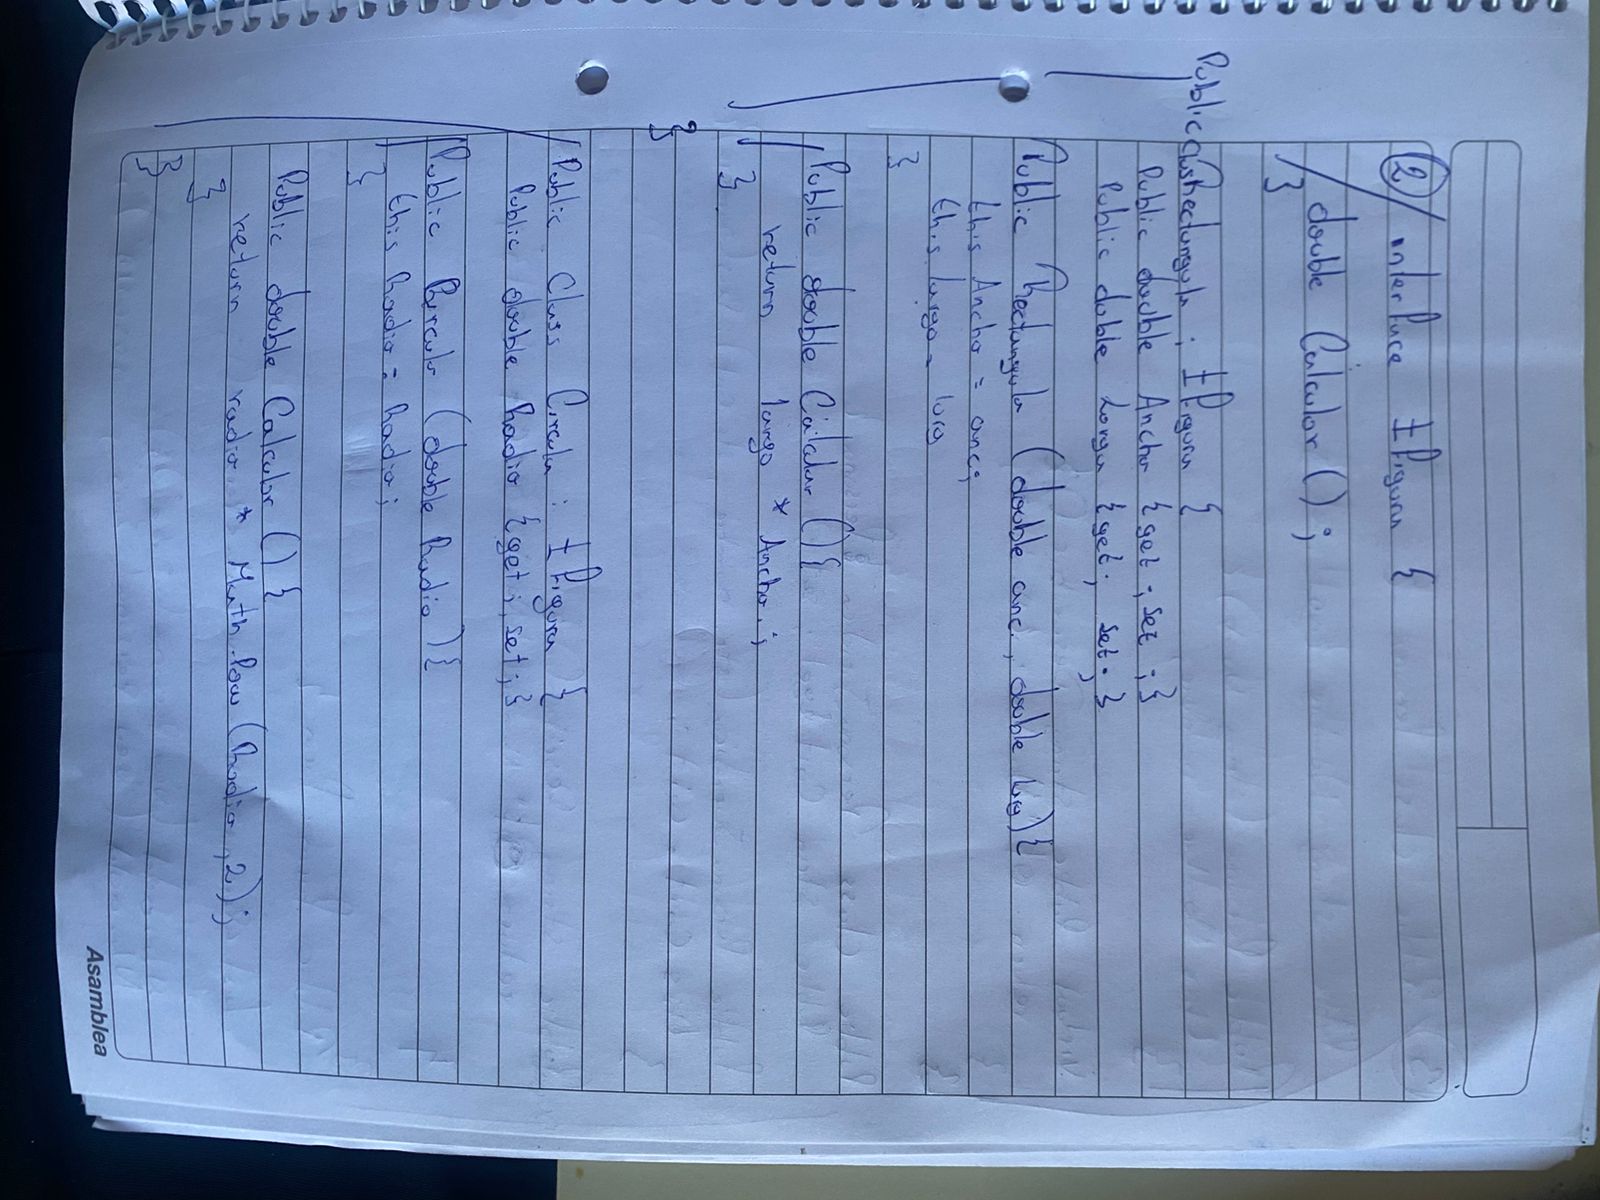 ② interface IFigura {
double Calcular () ;
}
Public Class Rectangulo : IFigura {
Public double Ancho { get ; set ; }
Public double Largo { get ; set ; }
Public Rectangulo ( double anc , double lrg ) {
this Ancho = anc ;
this largo = lrg
}
Public double Calcular () {
return largo * Ancho ;
}
}
Public Class Circulo : IFigura {
Public double Radio { get ; set ; }
Public Circulo ( double Radio ) {
this Radio = Radio ;
}
Public double Calcular () {
return radio * Math.Pow ( Radio , 2 ) ;
}
}
Asamblea